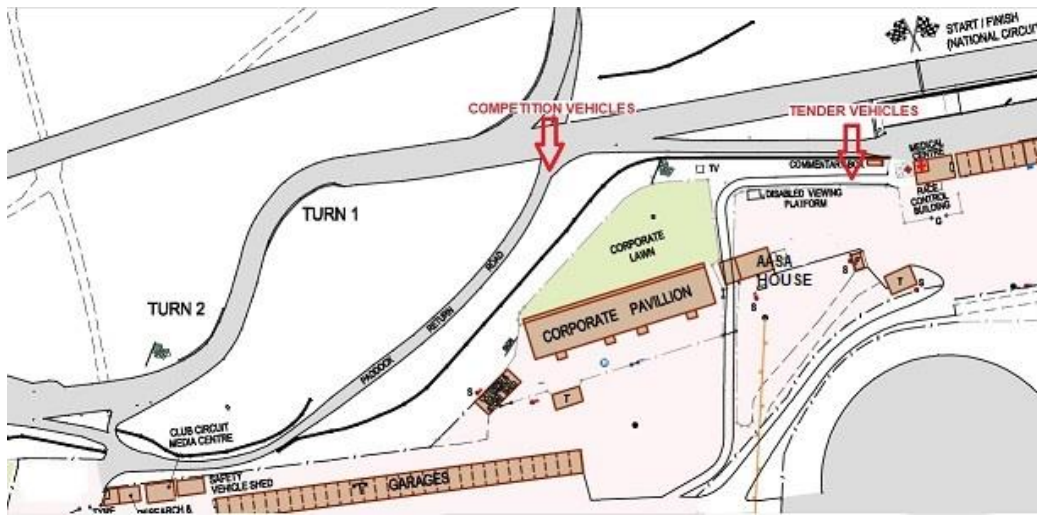 START / FINISH
(NATIONAL CIRCUIT
COMPETITION VEHICLES
TENDER VEHICLES
MEDICAL
CENTRE
COMMENTARY BOX
TV
DISABLED VIEWING
PLATFORM
RACE
CONTROL
BUILDING
G
TURN 1
CORPORATE
LAWN
AASA
HOUSE
S
T
S
S
TURN 2
CORPORATE PAVILLION
PADDOCK RETURN ROAD
S
T
CLUB CIRCUIT
MEDIA CENTRE
SAFETY
VEHICLE SHED
GARAGES
TYRE
RESEARCH &